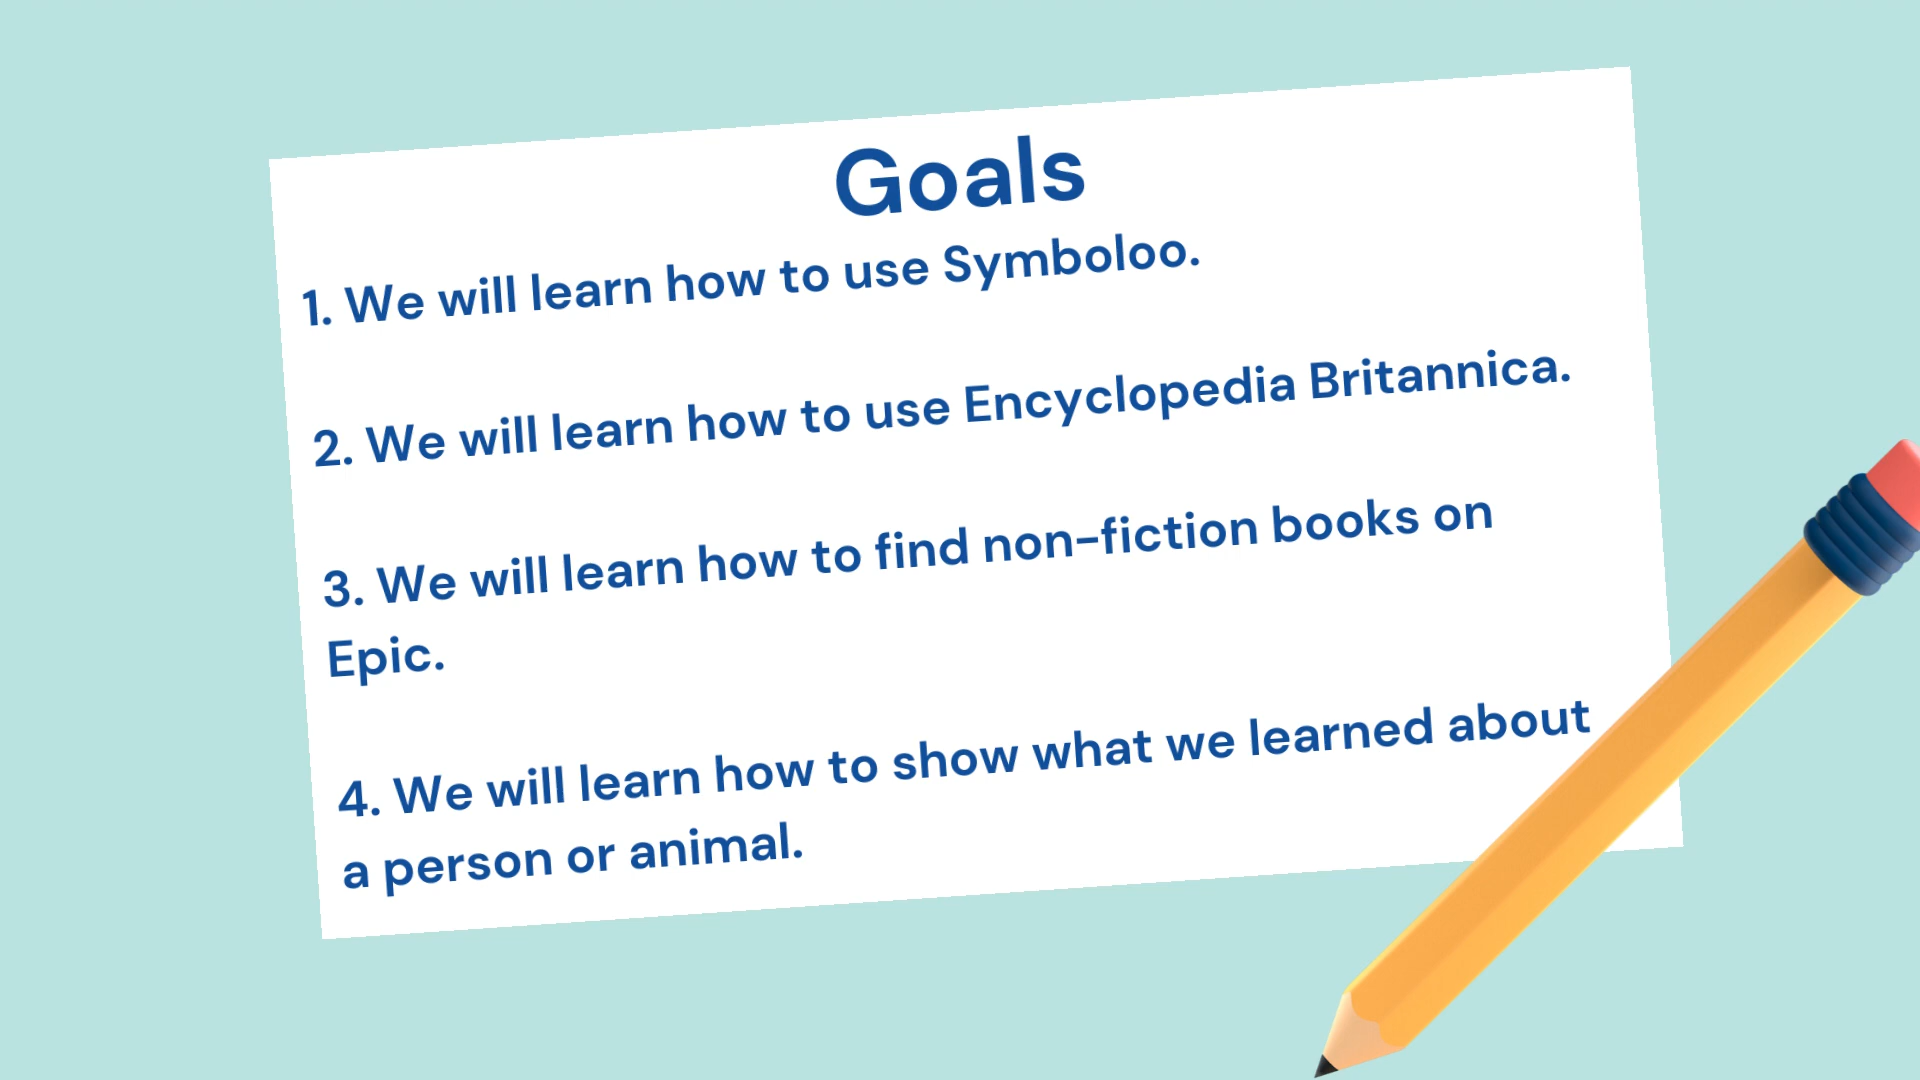 Goals
1. We will learn how to use Symboloo.
2. We will learn how to use Encyclopedia Britannica.
3. We will learn how to find non-fiction books on
Epic.
4. We will learn how to show what we learned about
a person or animal.